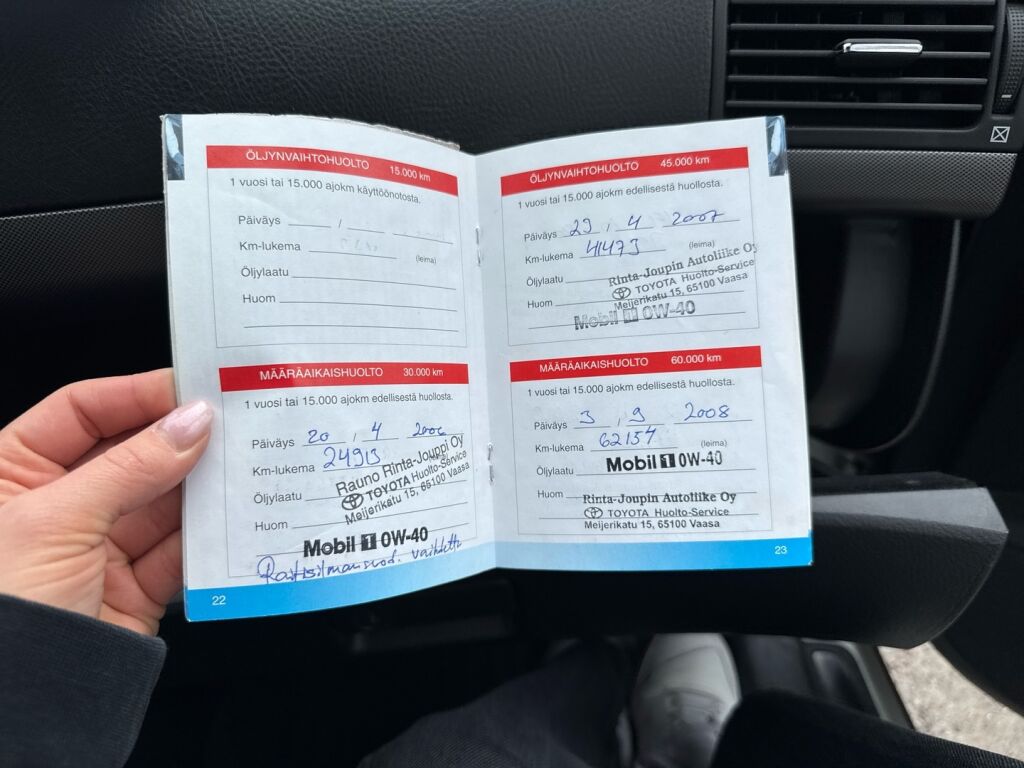 ÖLJYNVAIHTOHUOLTO 15.000 km
1 vuosi tai 15.000 ajokm käyttöönotosta.
Päiväys /
Km-lukema
(leima)
Öljylaatu
Huom
MÄÄRÄAIKAISHUOLTO 30.000 km
1 vuosi tai 15.000 ajokm edellisestä huollosta.
Päiväys 20 , 4 2006
Km-lukema 24913
Rauno Rinta-Jouppi Oy
Öljylaatu TOYOTA Huolto-Service
Meijerikatu 15, 65100 Vaasa
Huom
Mobil 1 0W-40
Raitisilmansuod. vaihdettu
22
ÖLJYNVAIHTOHUOLTO 45.000 km
1 vuosi tai 15.000 ajokm edellisestä huollosta.
Päiväys 23 , 4 2007
Km-lukema 41473 (leima)
Rinta-Joupin Autoliike Oy
Öljylaatu TOYOTA Huolto-Service
Huom Meijerikatu 15, 65100 Vaasa
Mobil 1 0W-40
MÄÄRÄAIKAISHUOLTO 60.000 km
1 vuosi tai 15.000 ajokm edellisestä huollosta.
Päiväys 3 , 9 2008
Km-lukema 62157 (leima)
Öljylaatu Mobil 1 0W-40
Huom Rinta-Joupin Autoliike Oy
TOYOTA Huolto-Service
Meijerikatu 15, 65100 Vaasa
23